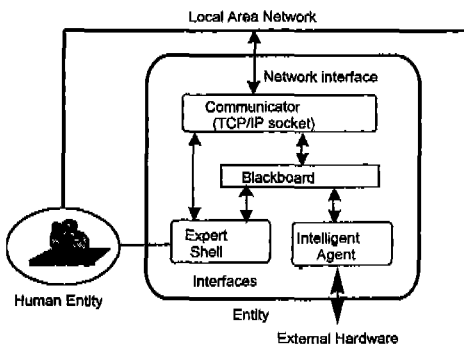 Local Area Network
Network interface
Communicator
(TCP/IP socket)
Blackboard
Expert
Shell
Intelligent
Agent
Interfaces
Human Entity
Entity
External Hardware